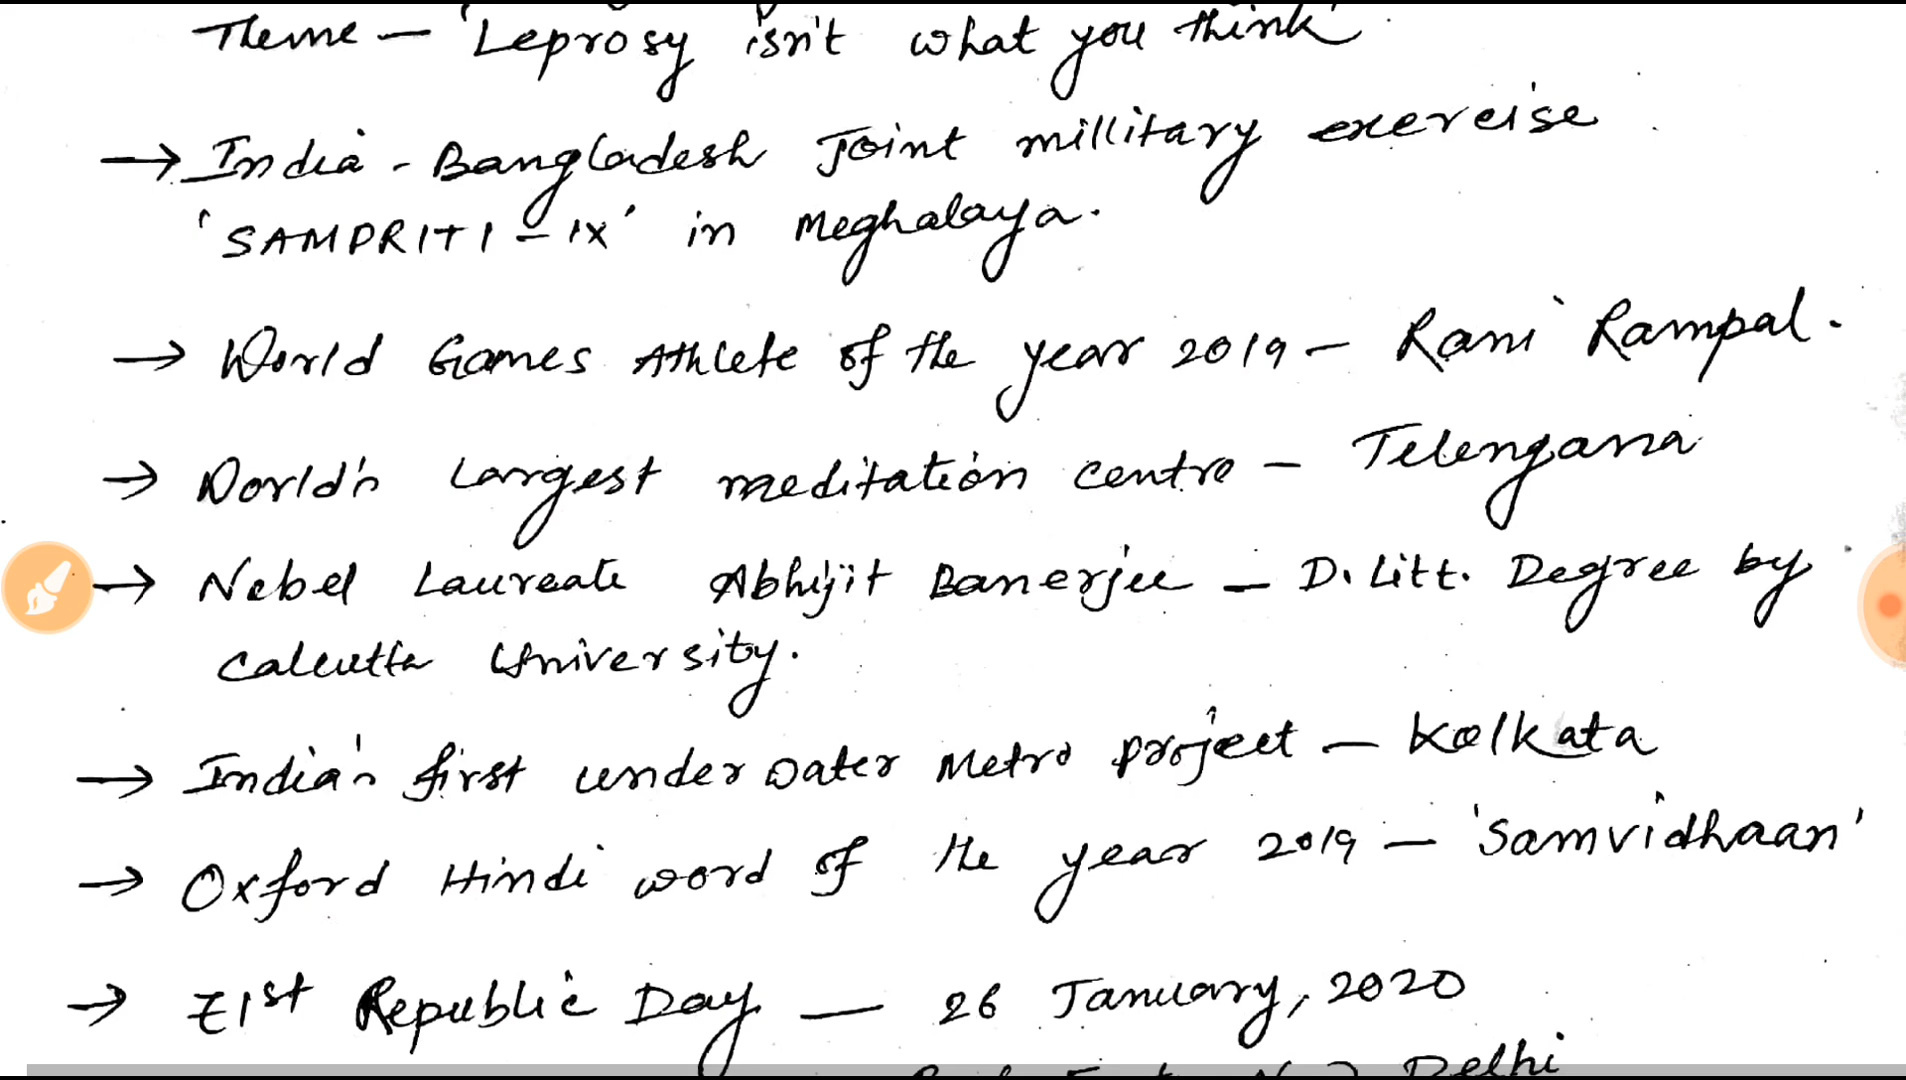 Theme — 'Leprosy isn't what you think'
→ India - Bangladesh Joint millitary exercise
'SAMPRITI - IX' in Meghalaya.
→ World Games Athlete of the year 2019 - Rani Rampal.
→ World's Largest meditation centre - Telengana
→ Nobel Laureate Abhijit Banerjee - D. Litt. Degree by
Calcutta University.
→ India's first under water Metro project - Kolkata
→ Oxford Hindi word of the year 2019 - 'Samvidhaan'
→ 71st Republic Day — 26 January, 2020
Delhi